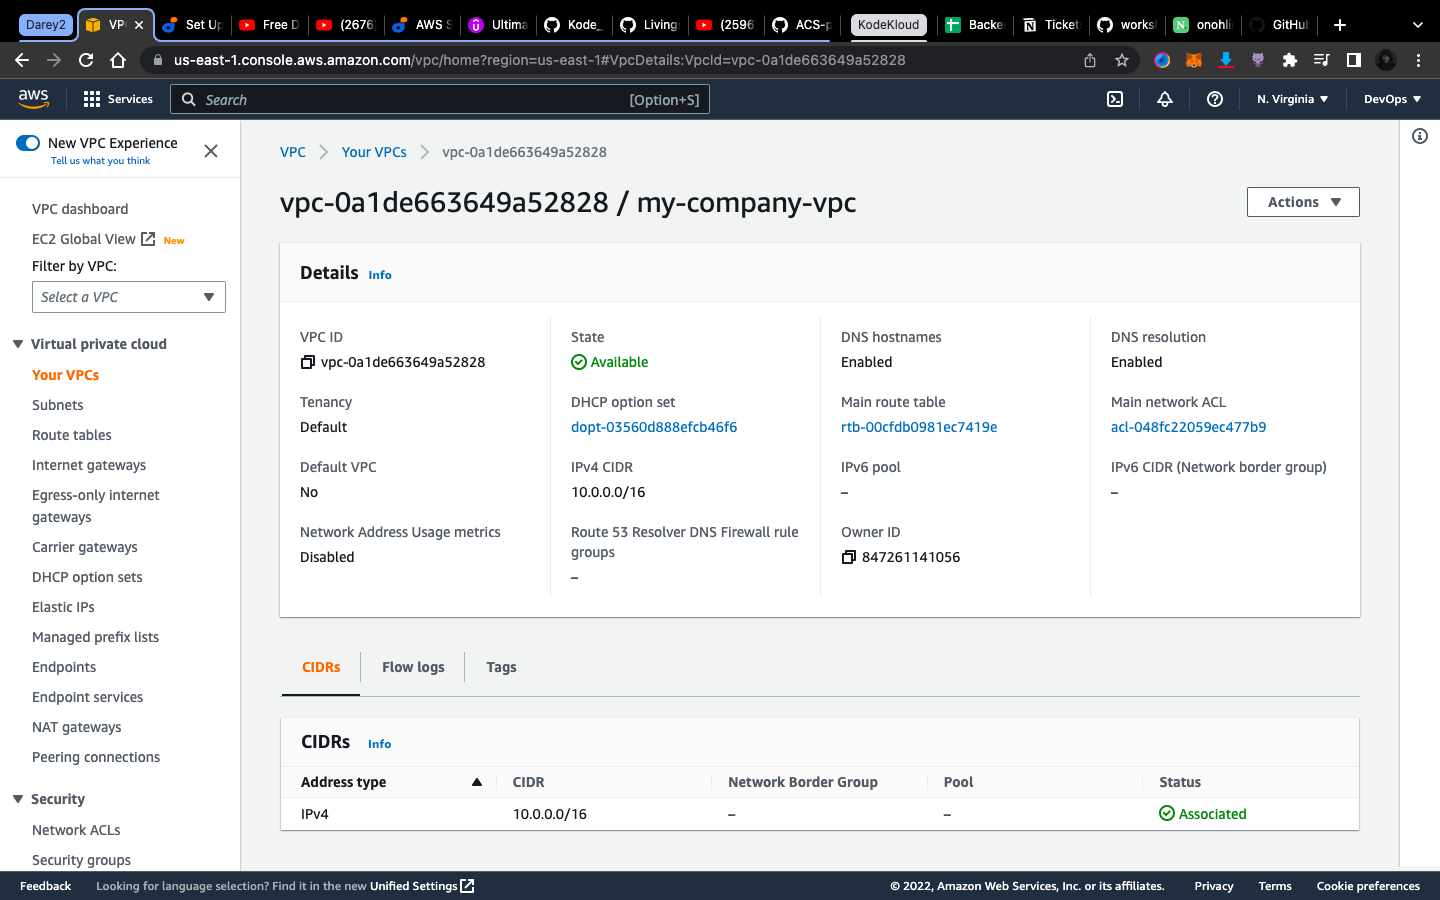 Darey2
VP
Set Up
Free D
(2676)
AWS S
Ultima
Kode_
Living
(2596
ACS-p
KodeKloud
Backe
Ticket
works
onohli
GitHub
us-east-1.console.aws.amazon.com/vpc/home?region=us-east-1#VpcDetails:VpcId=vpc-0a1de663649a52828
aws
Services
Search
[Option+S]
N. Virginia
DevOps
New VPC Experience
Tell us what you think
VPC dashboard
EC2 Global View New
Filter by VPC:
Select a VPC
Virtual private cloud
Your VPCs
Subnets
Route tables
Internet gateways
Egress-only internet
gateways
Carrier gateways
DHCP option sets
Elastic IPs
Managed prefix lists
Endpoints
Endpoint services
NAT gateways
Peering connections
Security
Network ACLs
Security groups
VPC
Your VPCs
vpc-0a1de663649a52828
vpc-0a1de663649a52828 / my-company-vpc
Actions
Details Info
VPC ID
vpc-0a1de663649a52828
State
Available
DNS hostnames
Enabled
DNS resolution
Enabled
Tenancy
Default
DHCP option set
dopt-03560d888efcb46f6
Main route table
rtb-00cfdb0981ec7419e
Main network ACL
acl-048fc22059ec477b9
Default VPC
No
IPv4 CIDR
10.0.0.0/16
IPv6 pool
–
IPv6 CIDR (Network border group)
–
Network Address Usage metrics
Disabled
Route 53 Resolver DNS Firewall rule
groups
–
Owner ID
847261141056
CIDRs
Flow logs
Tags
CIDRs Info
Address type
CIDR
Network Border Group
Pool
Status
IPv4
10.0.0.0/16
–
–
Associated
Feedback
Looking for language selection? Find it in the new Unified Settings
© 2022, Amazon Web Services, Inc. or its affiliates.
Privacy
Terms
Cookie preferences